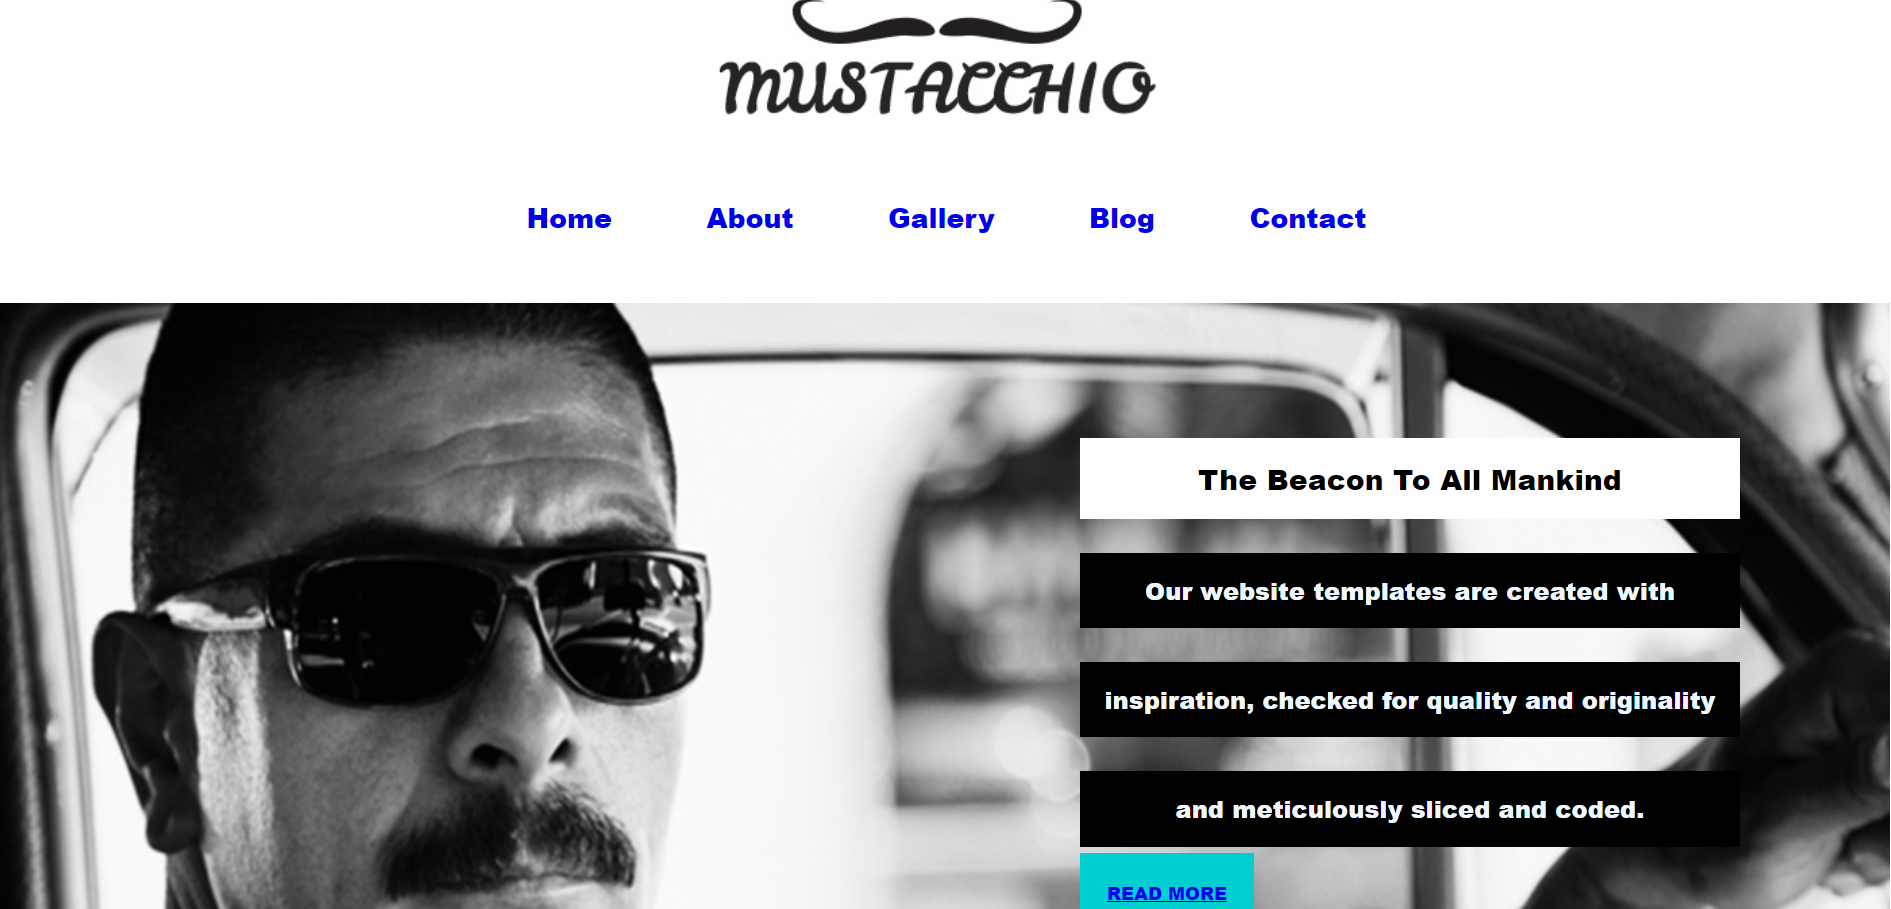 MUSTACCHIO
Home About Gallery Blog Contact
The Beacon To All Mankind
Our website templates are created with
inspiration, checked for quality and originality
and meticulously sliced and coded.
READ MORE